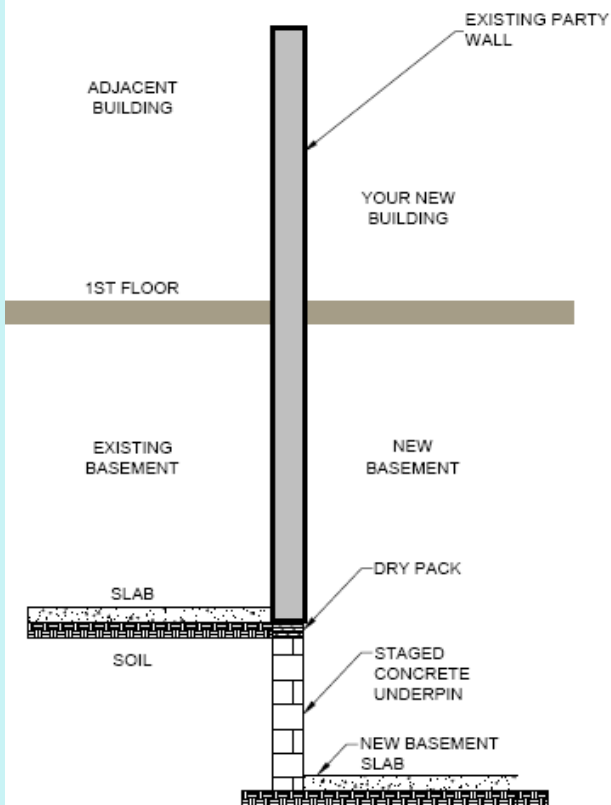 EXISTING PARTY
WALL
ADJACENT
BUILDING
YOUR NEW
BUILDING
1ST FLOOR
EXISTING
BASEMENT
NEW
BASEMENT
DRY PACK
SLAB
SOIL
STAGED
CONCRETE
UNDERPIN
NEW BASEMENT
SLAB